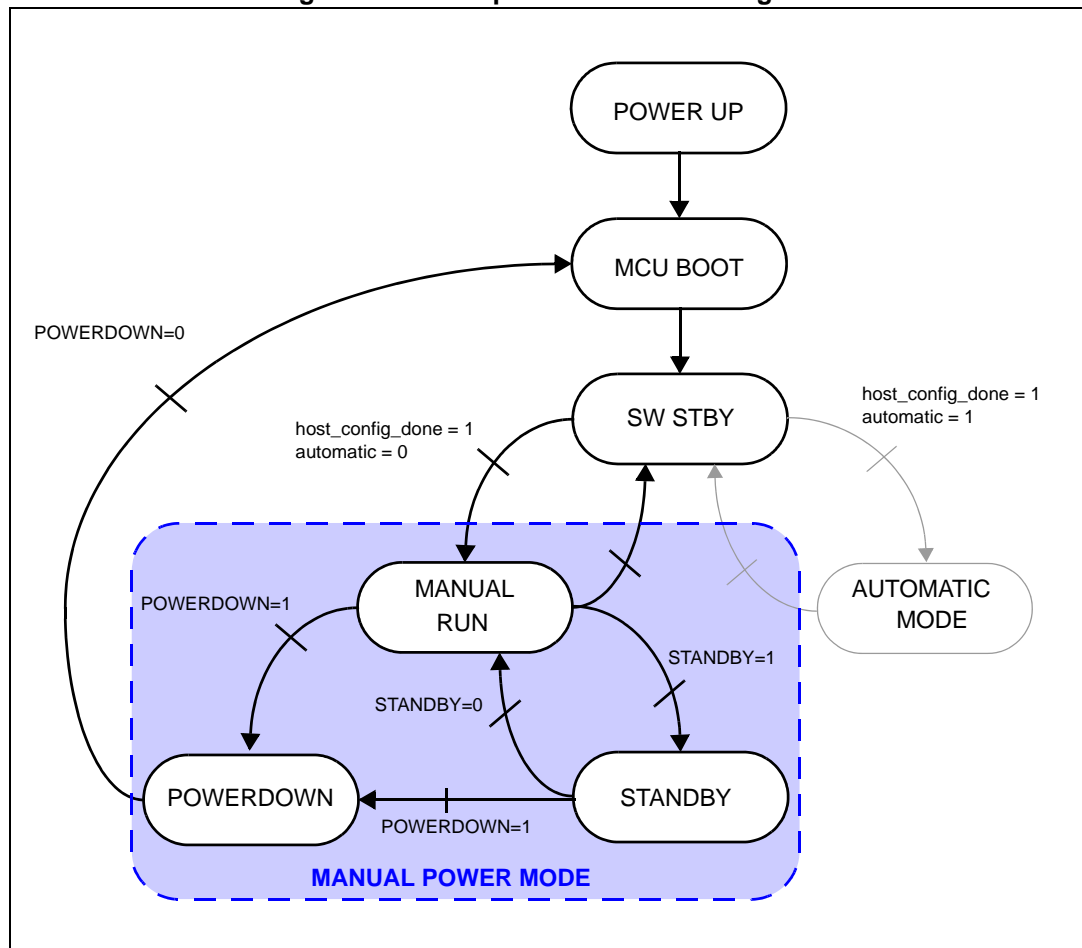 POWER UP
MCU BOOT
POWERDOWN=0
SW STBY
host_config_done = 1
automatic = 1
host_config_done = 1
automatic = 0
MANUAL
RUN
AUTOMATIC
MODE
POWERDOWN=1
STANDBY=1
STANDBY=0
POWERDOWN
STANDBY
POWERDOWN=1
MANUAL POWER MODE